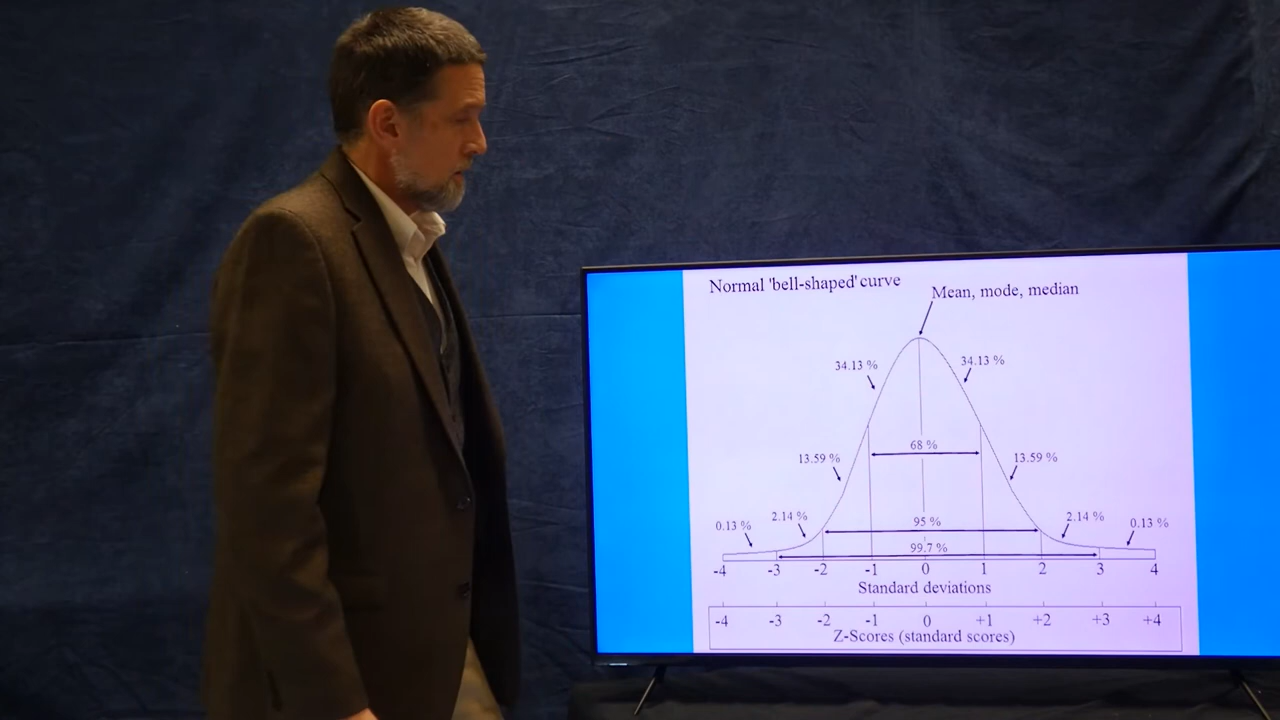 Normal 'bell-shaped' curve
Mean, mode, median
34.13 %
34.13 %
68 %
13.59 %
13.59 %
0.13 %
2.14 %
95 %
2.14 %
0.13 %
99.7 %
-4 -3 -2 -1 0 1 2 3 4
Standard deviations
-4 -3 -2 -1 0 +1 +2 +3 +4
Z-Scores (standard scores)